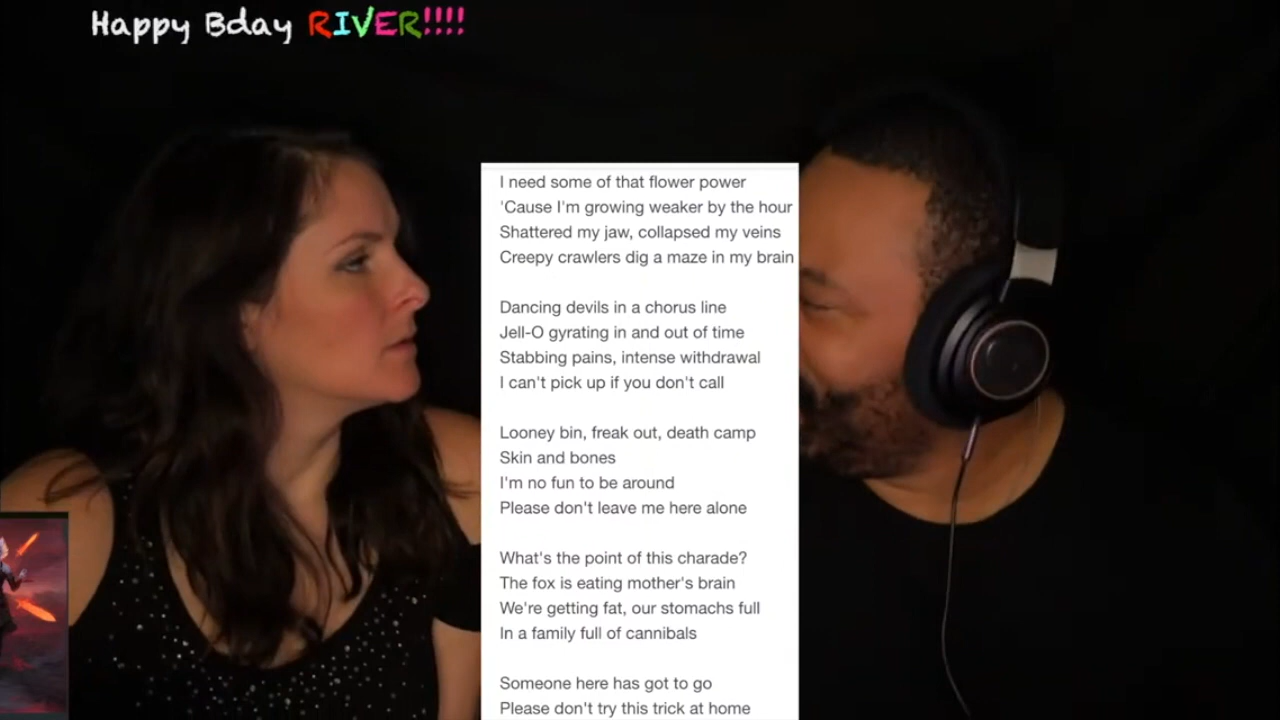 Happy Bday RIVER!!!!
I need some of that flower power
'Cause I'm growing weaker by the hour
Shattered my jaw, collapsed my veins
Creepy crawlers dig a maze in my brain
Dancing devils in a chorus line
Jell-O gyrating in and out of time
Stabbing pains, intense withdrawal
I can't pick up if you don't call
Looney bin, freak out, death camp
Skin and bones
I'm no fun to be around
Please don't leave me here alone
What's the point of this charade?
The fox is eating mother's brain
We're getting fat, our stomachs full
In a family full of cannibals
Someone here has got to go
Please don't try this trick at home